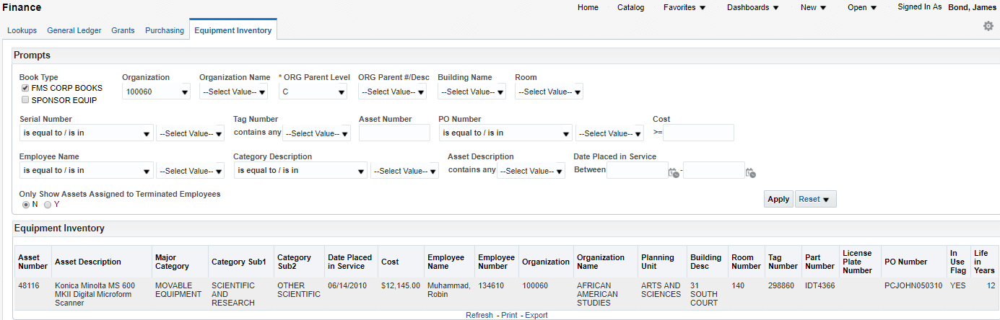 Finance
Home Catalog Favorites Dashboards New Open Signed In As Bond, James
Lookups General Ledger Grants Purchasing Equipment Inventory
Prompts
Book Type Organization Organization Name * ORG Parent Level ORG Parent #/Desc Building Name Room
FMS CORP BOOKS 100060 --Select Value-- C --Select Value-- --Select Value-- --Select Value--
SPONSOR EQUIP
Serial Number Tag Number Asset Number PO Number Cost
is equal to / is in --Select Value-- contains any --Select Value-- is equal to / is in --Select Value-- >=
Employee Name Category Description Asset Description Date Placed in Service
is equal to / is in --Select Value-- is equal to / is in --Select Value-- contains any --Select Value-- Between -
Only Show Assets Assigned to Terminated Employees
N Y Apply Reset
Equipment Inventory
Asset Number Asset Description Major Category Category Sub1 Category Sub2 Date Placed in Service Cost Employee Name Employee Number Organization Organization Name Planning Unit Building Desc Room Number Tag Number Part Number License Plate Number PO Number In Use Flag Life in Years
48116 Konica Minolta MS 600 MKII Digital Microform Scanner MOVABLE EQUIPMENT SCIENTIFIC AND RESEARCH OTHER SCIENTIFIC 06/14/2010 $12,145.00 Muhammad, Robin 134610 100060 AFRICAN AMERICAN STUDIES ARTS AND SCIENCES 31 SOUTH COURT 140 298860 IDT4366 PCJOHN050310 YES 12
Refresh - Print - Export